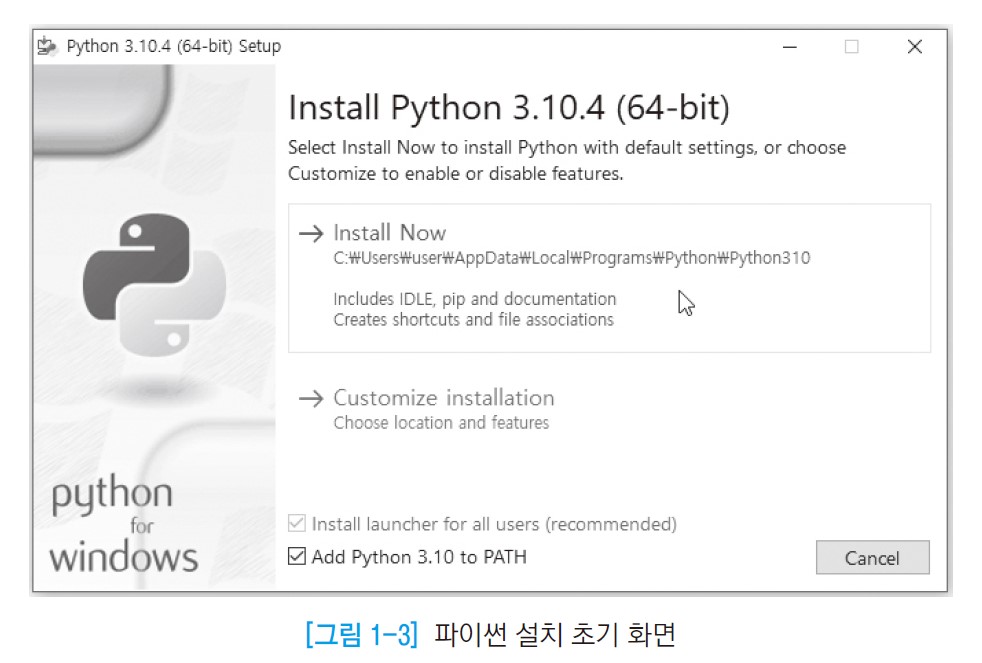 Python 3.10.4 (64-bit) Setup
Install Python 3.10.4 (64-bit)
Select Install Now to install Python with default settings, or choose
Customize to enable or disable features.
→ Install Now
C:₩Users₩user₩AppData₩Local₩Programs₩Python₩Python310
Includes IDLE, pip and documentation
Creates shortcuts and file associations
→ Customize installation
Choose location and features
python
for
windows
Install launcher for all users (recommended)
Add Python 3.10 to PATH
Cancel
[그림 1-3] 파이썬 설치 초기 화면